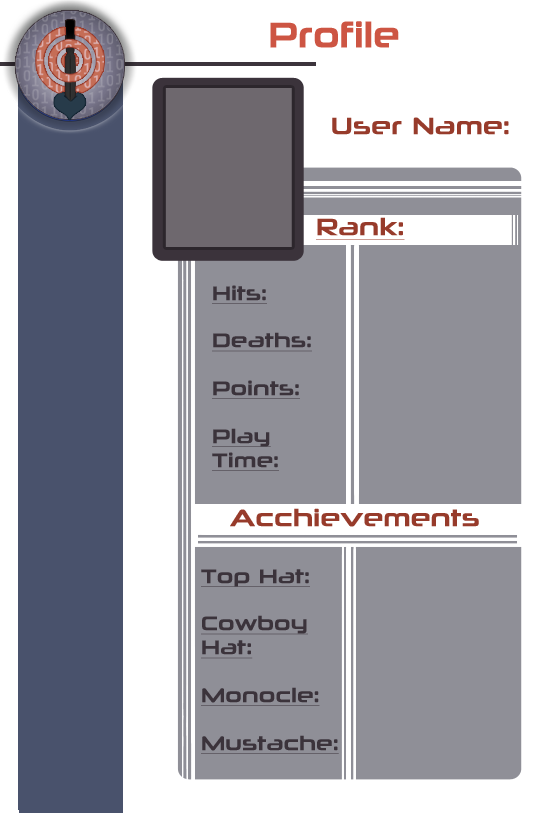 Profile
User Name:
Rank:
Hits:
Deaths:
Points:
Play
Time:
Acchievements
Top Hat:
Cowboy
Hat:
Monocle:
Mustache: